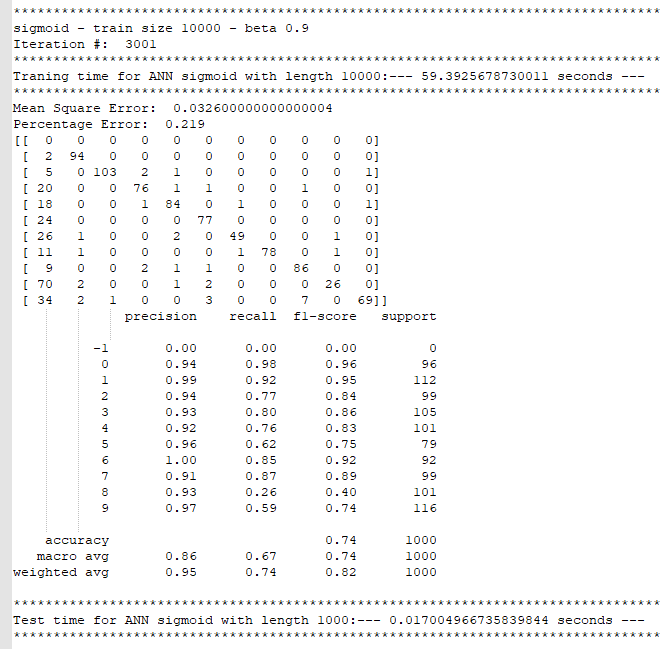 *********************************************************************************
sigmoid - train size 10000 - beta 0.9
Iteration #:  3001
*********************************************************************************
Traning time for ANN sigmoid with length 10000:--- 59.3925678730011 seconds ---
*********************************************************************************
Mean Square Error:  0.032600000000000004
Percentage Error:  0.219
[[  0   0   0   0   0   0   0   0   0   0   0]
 [  2  94   0   0   0   0   0   0   0   0   0]
 [  5   0 103   2   1   0   0   0   0   0   1]
 [ 20   0   0  76   1   1   0   0   1   0   0]
 [ 18   0   0   1  84   0   1   0   0   0   1]
 [ 24   0   0   0   0  77   0   0   0   0   0]
 [ 26   1   0   0   2   0  49   0   0   1   0]
 [ 11   1   0   0   0   0   1  78   0   1   0]
 [  9   0   0   2   1   1   0   0  86   0   0]
 [ 70   2   0   0   1   2   0   0   0  26   0]
 [ 34   2   1   0   0   3   0   0   7   0  69]]
              precision    recall  f1-score   support

          -1       0.00      0.00      0.00         0
           0       0.94      0.98      0.96        96
           1       0.99      0.92      0.95       112
           2       0.94      0.77      0.84        99
           3       0.93      0.80      0.86       105
           4       0.92      0.76      0.83       101
           5       0.96      0.62      0.75        79
           6       1.00      0.85      0.92        92
           7       0.91      0.87      0.89        99
           8       0.93      0.26      0.40       101
           9       0.97      0.59      0.74       116

    accuracy                           0.74      1000
   macro avg       0.86      0.67      0.74      1000
weighted avg       0.95      0.74      0.82      1000

*********************************************************************************
Test time for ANN sigmoid with length 1000:--- 0.017004966735839844 seconds ---
*********************************************************************************